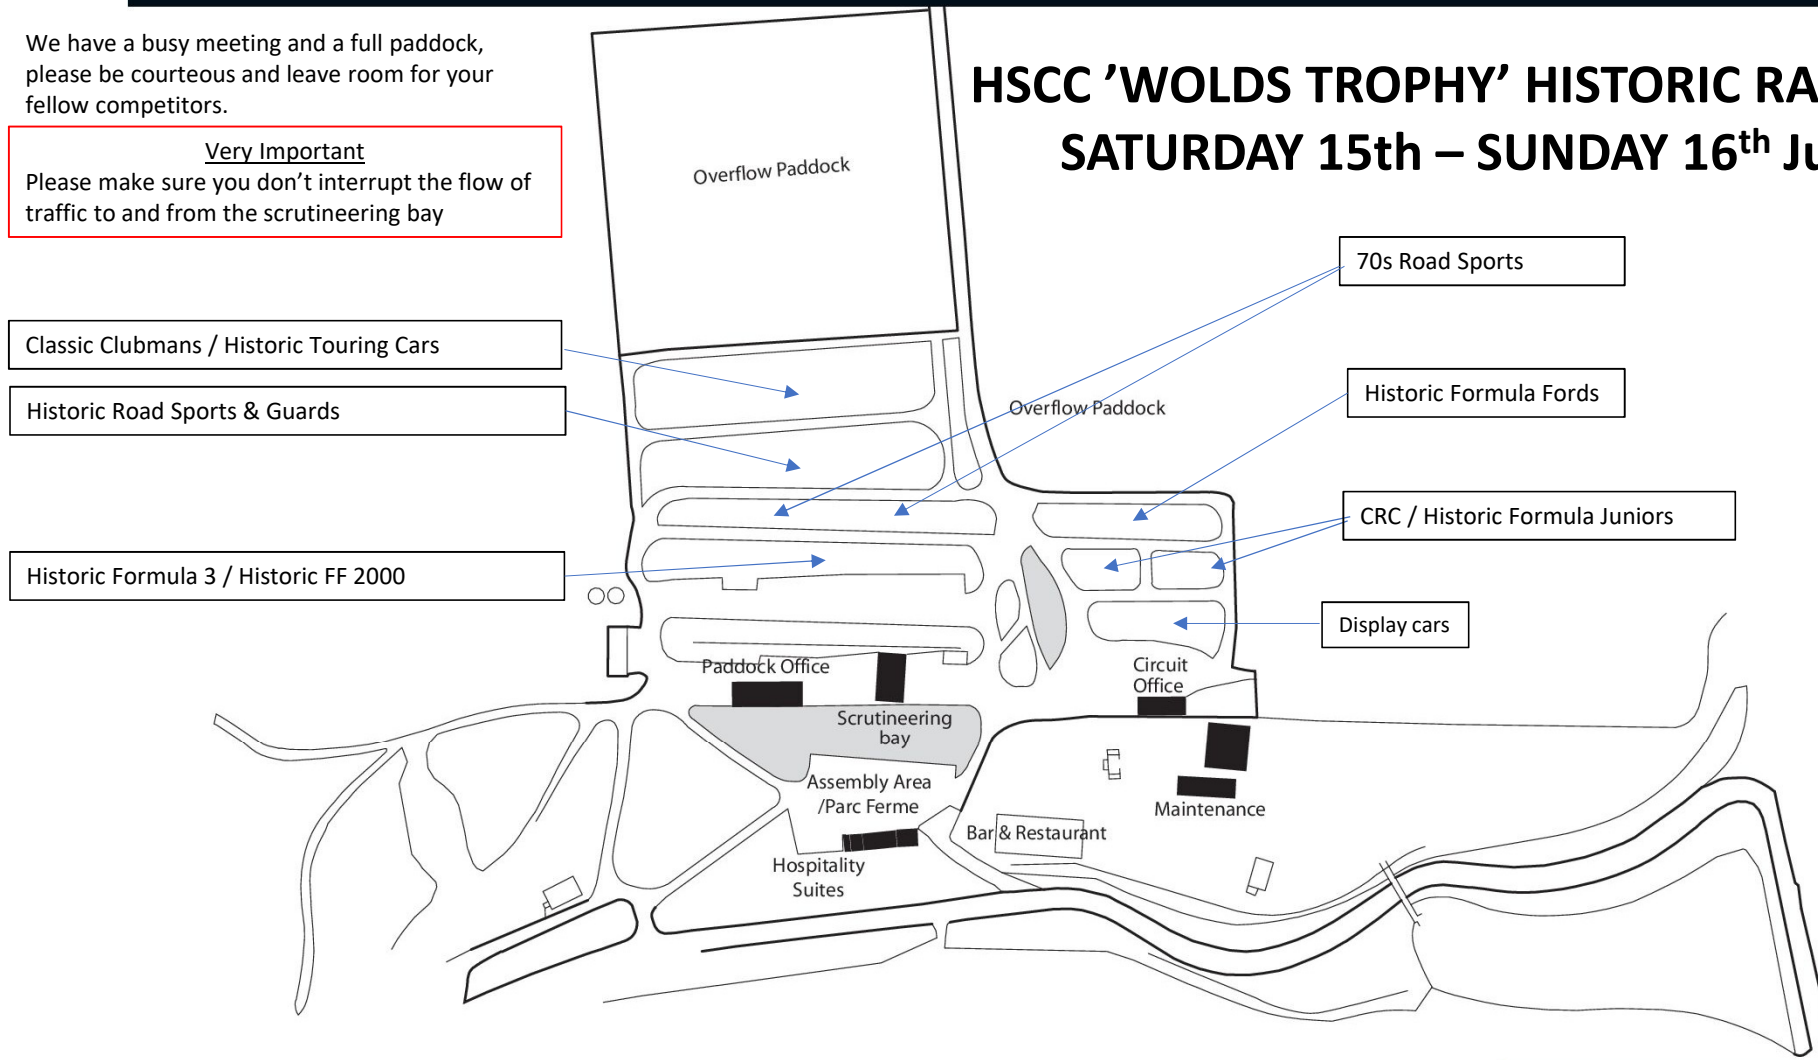 We have a busy meeting and a full paddock,
please be courteous and leave room for your
fellow competitors.
Very Important
Please make sure you don’t interrupt the flow of
traffic to and from the scrutineering bay
HSCC ’WOLDS TROPHY’ HISTORIC RA
SATURDAY 15th – SUNDAY 16th Ju
Overflow Paddock
70s Road Sports
Classic Clubmans / Historic Touring Cars
Historic Road Sports & Guards
Overflow Paddock
Historic Formula Fords
CRC / Historic Formula Juniors
Historic Formula 3 / Historic FF 2000
Display cars
Paddock Office
Circuit
Office
Scrutineering
bay
Assembly Area
/Parc Ferme
Maintenance
Bar & Restaurant
Hospitality
Suites